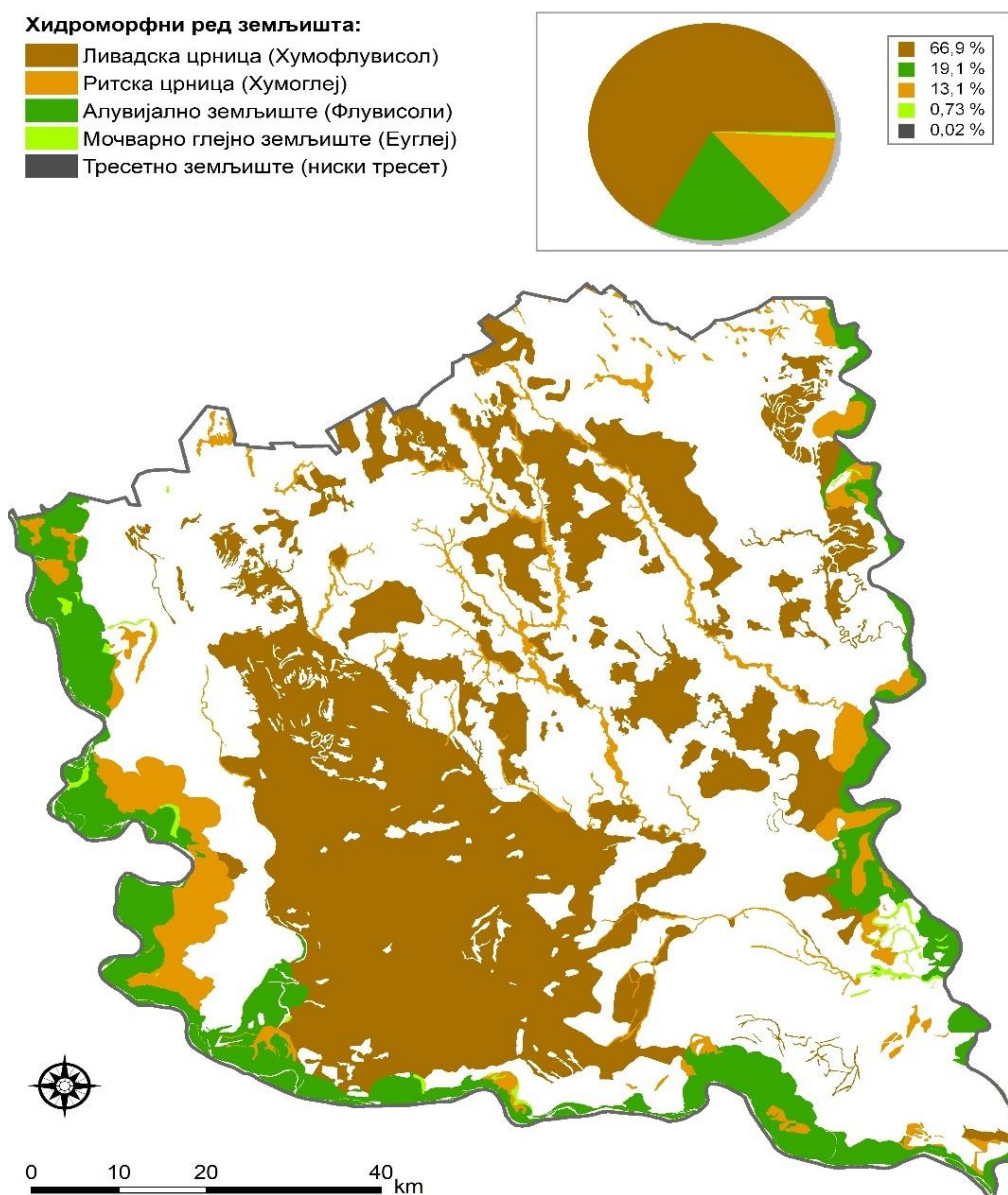 Хидроморфни ред земљишта:
Ливадска црница (Хумофлувисол)
Ритска црница (Хумоглеј)
Алувијално земљиште (Флувисоли)
Мочварно глејно земљиште (Еуглеј)
Тресетно земљиште (ниски тресет)
66,9 %
19,1 %
13,1 %
0,73 %
0,02 %
0 10 20 40
km